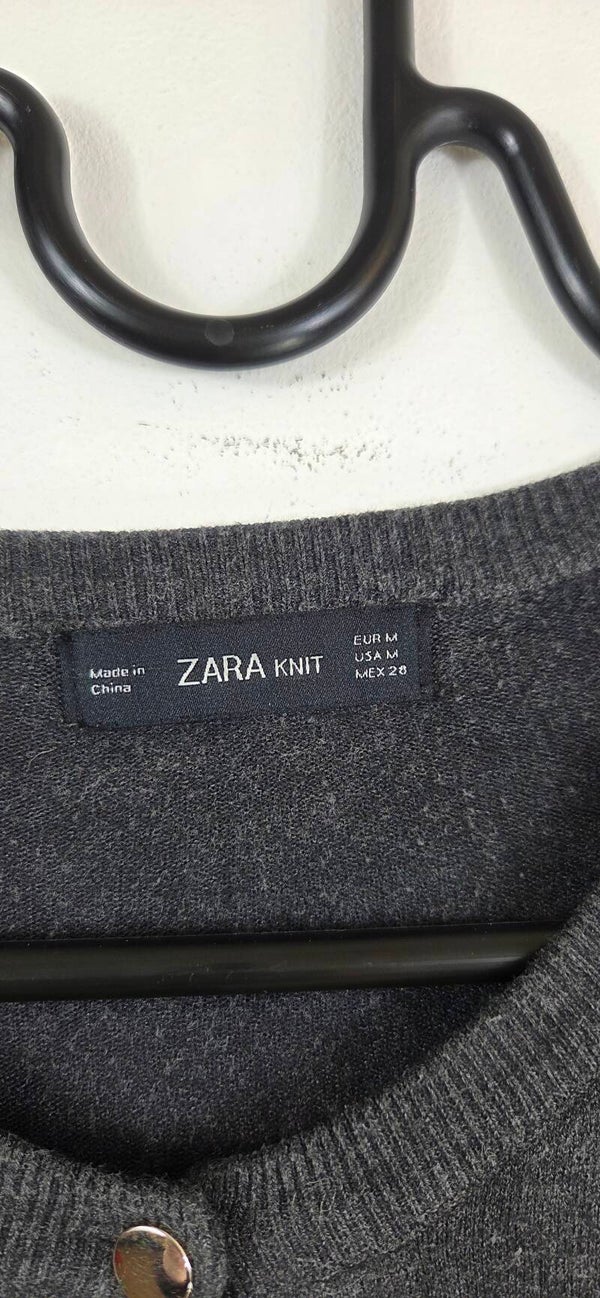 Made in
China
ZARA KNIT
EUR M
USA M
MEX 28